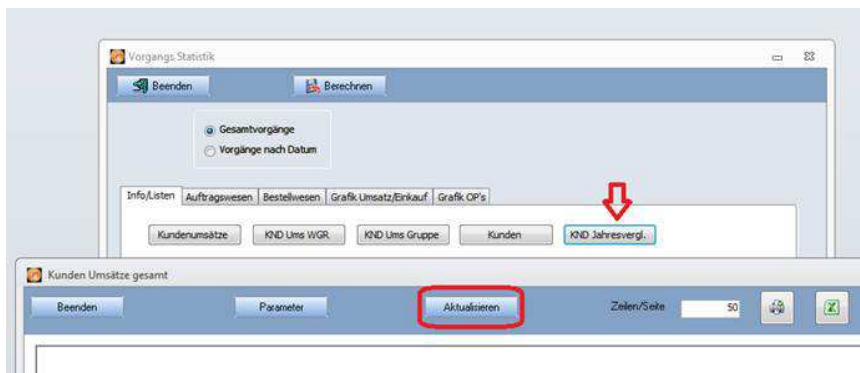 Vorgangs Statistik
Beenden Berechnen
Gesamtvorgänge
Vorgänge nach Datum
Info/Listen Auftragswesen Bestellwesen Grafik Umsatz/Einkauf Grafik OP's
Kundenumsätze KND Ums WGR KND Ums Gruppe Kunden KND Jahresvergl.
Kunden Umsätze gesamt
Beenden Parameter Aktualisieren Zeilen/Seite 50